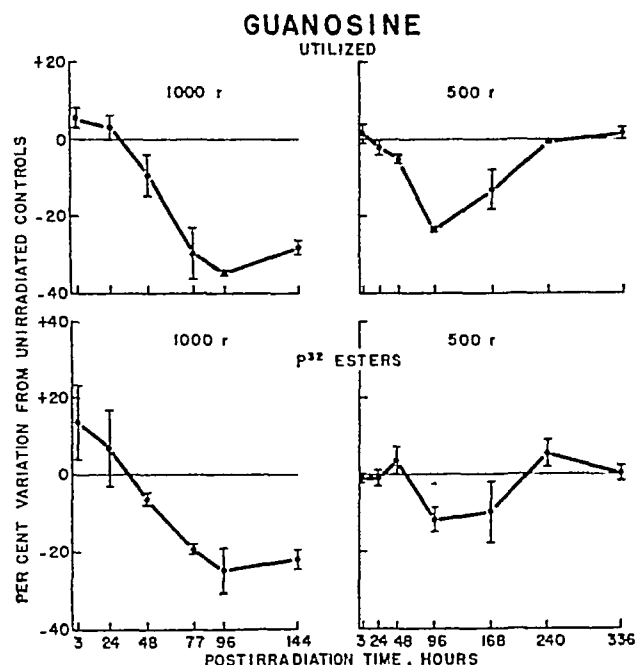 GUANOSINE
UTILIZED
PER CENT VARIATION FROM UNIRRADIATED CONTROLS
+20
0
-20
-40
1000 r
500 r
+40
+20
0
-20
-40
1000 r
P³² ESTERS
500 r
3 24 48 77 96 144
3 24 48 96 168 240 336
POSTIRRADIATION TIME, HOURS